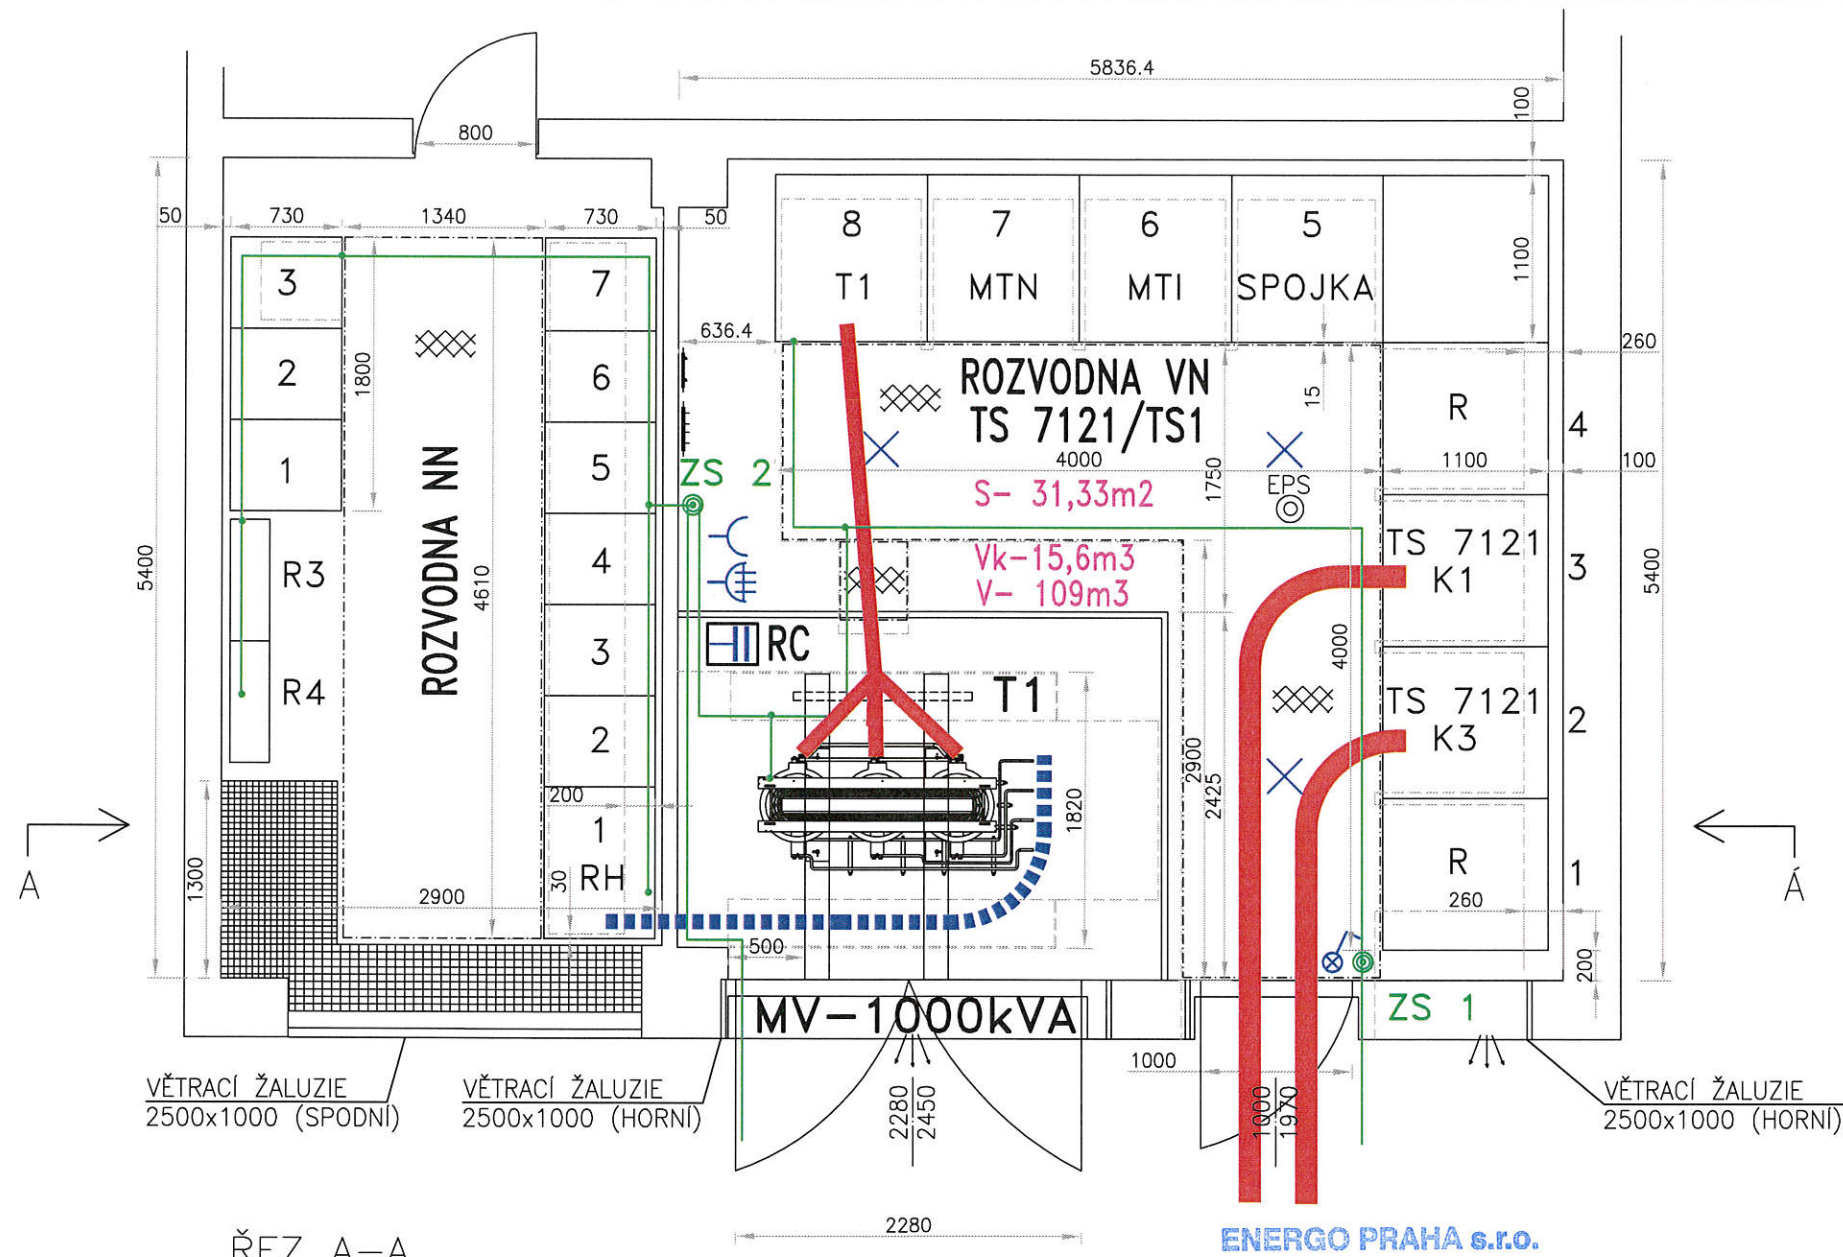 5836.4
100
800
50
730
1340
730
50
8
7
6
5
T1
MTN
MTI
SPOJKA
1100
3
7
636.4
260
2
1800
6
ROZVODNA VN
TS 7121/TS1
15
R
4
1
ROZVODNA NN
5
ZS 2
4000
1750
1100
100
S- 31,33m2
EPS
5400
R3
4610
4
Vk-15,6m3
V- 109m3
TS 7121
K1
3
5400
3
RC
4000
R4
T1
TS 7121
K3
2
2
2900
2425
200
1820
A
1300
1
RH
30
2900
R
1
260
Á
500
200
MV-1000kVA
ZS 1
1000
VĚTRACÍ ŽALUZIE
2500x1000 (SPODNÍ)
VĚTRACÍ ŽALUZIE
2500x1000 (HORNÍ)
2280
2450
1000
1970
VĚTRACÍ ŽALUZIE
2500x1000 (HORNÍ)
2280
ŘEZ A-A
ENERGO PRAHA s.r.o.